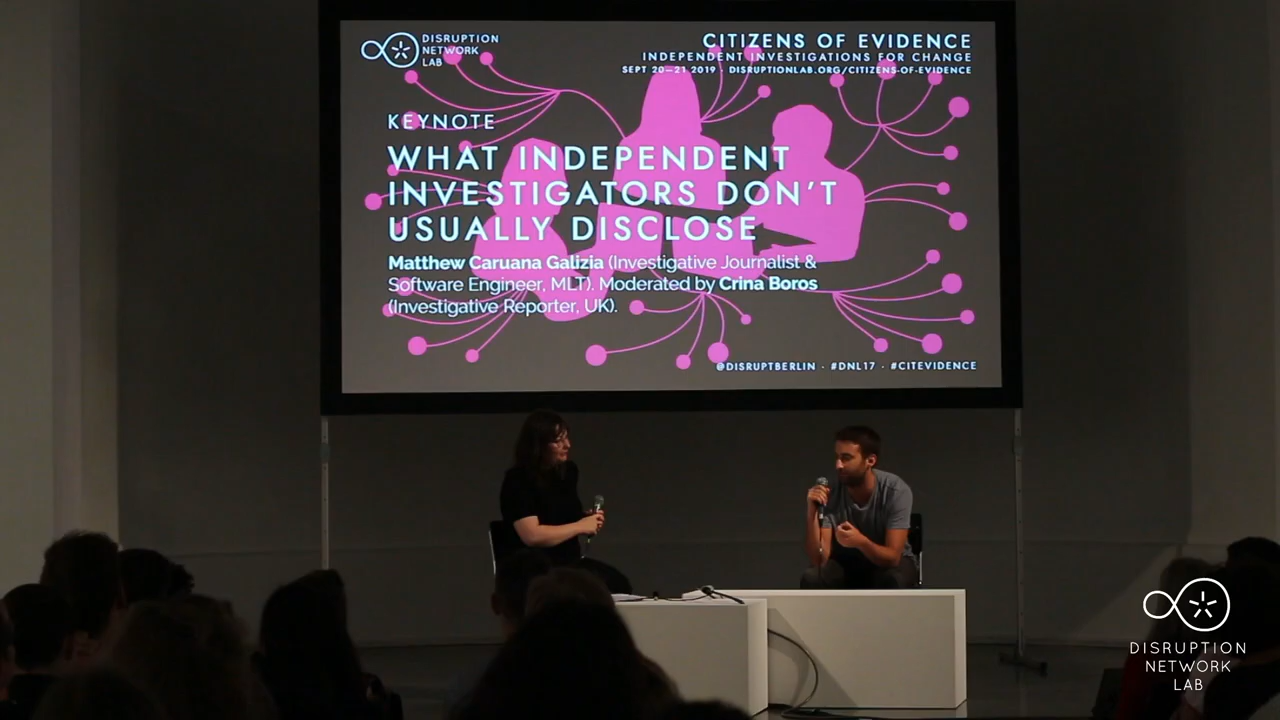 DISRUPTION
NETWORK
LAB
CITIZENS OF EVIDENCE
INDEPENDENT INVESTIGATIONS FOR CHANGE
SEPT 20–21 2019 | DISRUPTIONLAB.ORG/CITIZENS-OF-EVIDENCE
KEYNOTE
WHAT INDEPENDENT
INVESTIGATORS DON'T
USUALLY DISCLOSE
Matthew Caruana Galizia (Investigative Journalist &
Software Engineer, MLT). Moderated by Crina Boros
(Investigative Reporter, UK).
@DISRUPTBERLIN · #DNL17 · #CITEVIDENCE
DISRUPTION
NETWORK
LAB